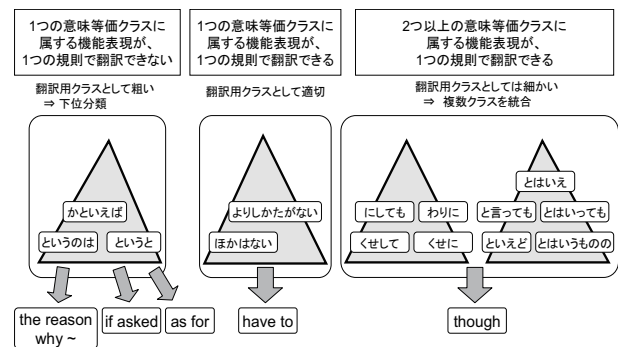 1つの意味等価クラスに
属する機能表現が、
1つの規則で翻訳できない
1つの意味等価クラスに
属する機能表現が、
1つの規則で翻訳できる
2つ以上の意味等価クラスに
属する機能表現が、
1つの規則で翻訳できる
翻訳用クラスとして粗い
⇒ 下位分類
翻訳用クラスとして適切
翻訳用クラスとしては細かい
⇒ 複数クラスを統合
かといえば
というのは
というと
よりしかたがない
ほかはない
にしても
わりに
くせして
くせに
とはいえ
と言っても
とはいっても
といえど
とはいうものの
the reason
why ~
if asked
as for
have to
though